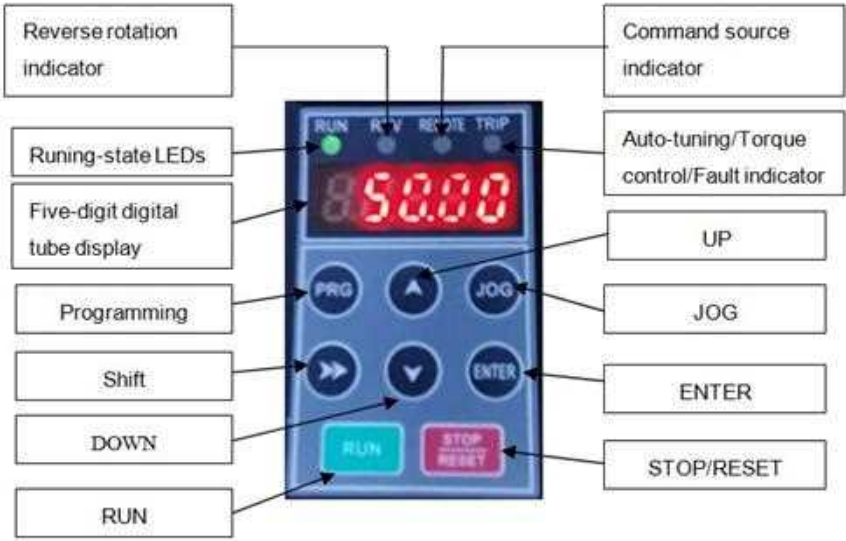 Reverse rotation
indicator
Command source
indicator
RUN REV REMOTE TRIP
Runing-state LEDs
Auto-tuning/Torque
control/Fault indicator
50.00
Five-digit digital
tube display
UP
PRG
JOG
Programming
JOG
Shift
ENTER
ENTER
DOWN
RUN
STOP
RESET
STOP/RESET
RUN